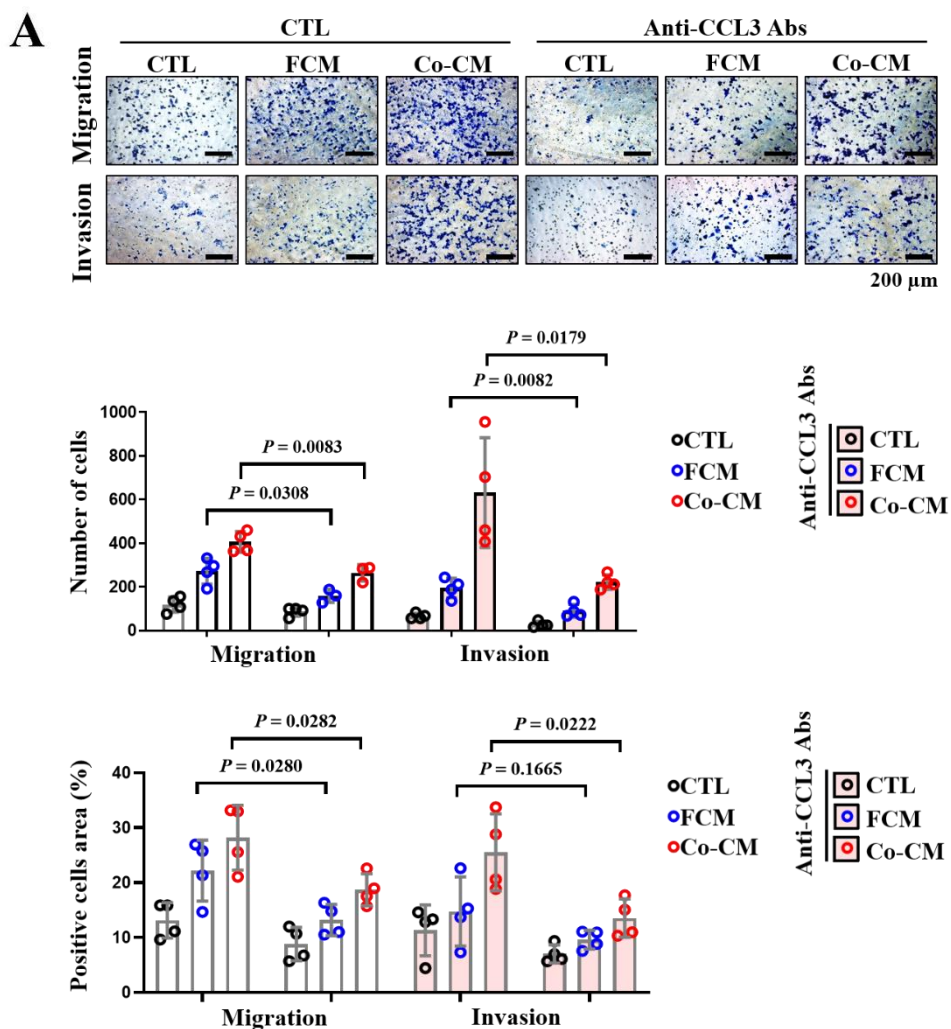 A
CTL
Anti-CCL3 Abs
CTL
FCM
Co-CM
CTL
FCM
Co-CM
Migration
Invasion
200 μm
P = 0.0179
P = 0.0082
P = 0.0083
P = 0.0308
Number of cells
1000
800
600
400
200
0
Migration
Invasion
CTL
FCM
Co-CM
Anti-CCL3 Abs
CTL
FCM
Co-CM
P = 0.0282
P = 0.0280
P = 0.0222
P = 0.1665
Positive cells area (%)
40
30
20
10
0
Migration
Invasion
CTL
FCM
Co-CM
Anti-CCL3 Abs
CTL
FCM
Co-CM